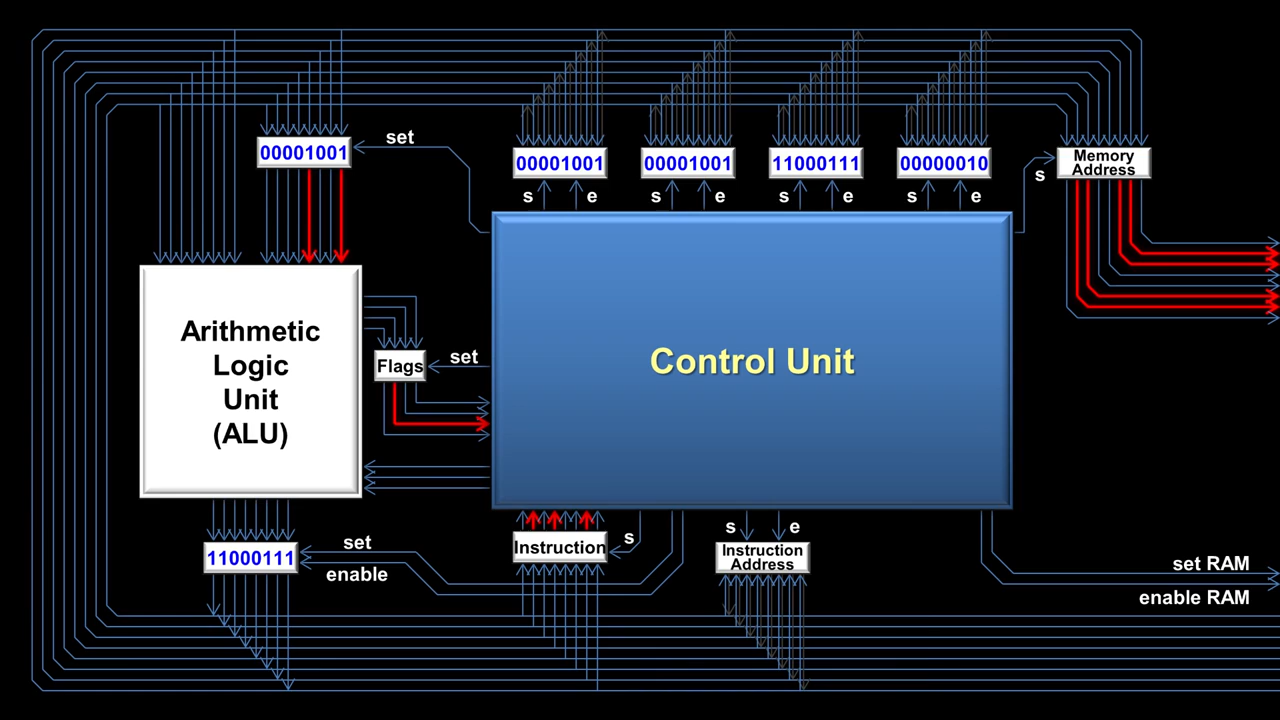 set
00001001
00001001
00001001
11000111
00000010
Memory
Address
s
s
e
s
e
s
e
s
e
Arithmetic
Logic
Unit
(ALU)
Flags
set
Control Unit
s
s
e
Instruction
Instruction
Address
set
11000111
enable
set RAM
enable RAM